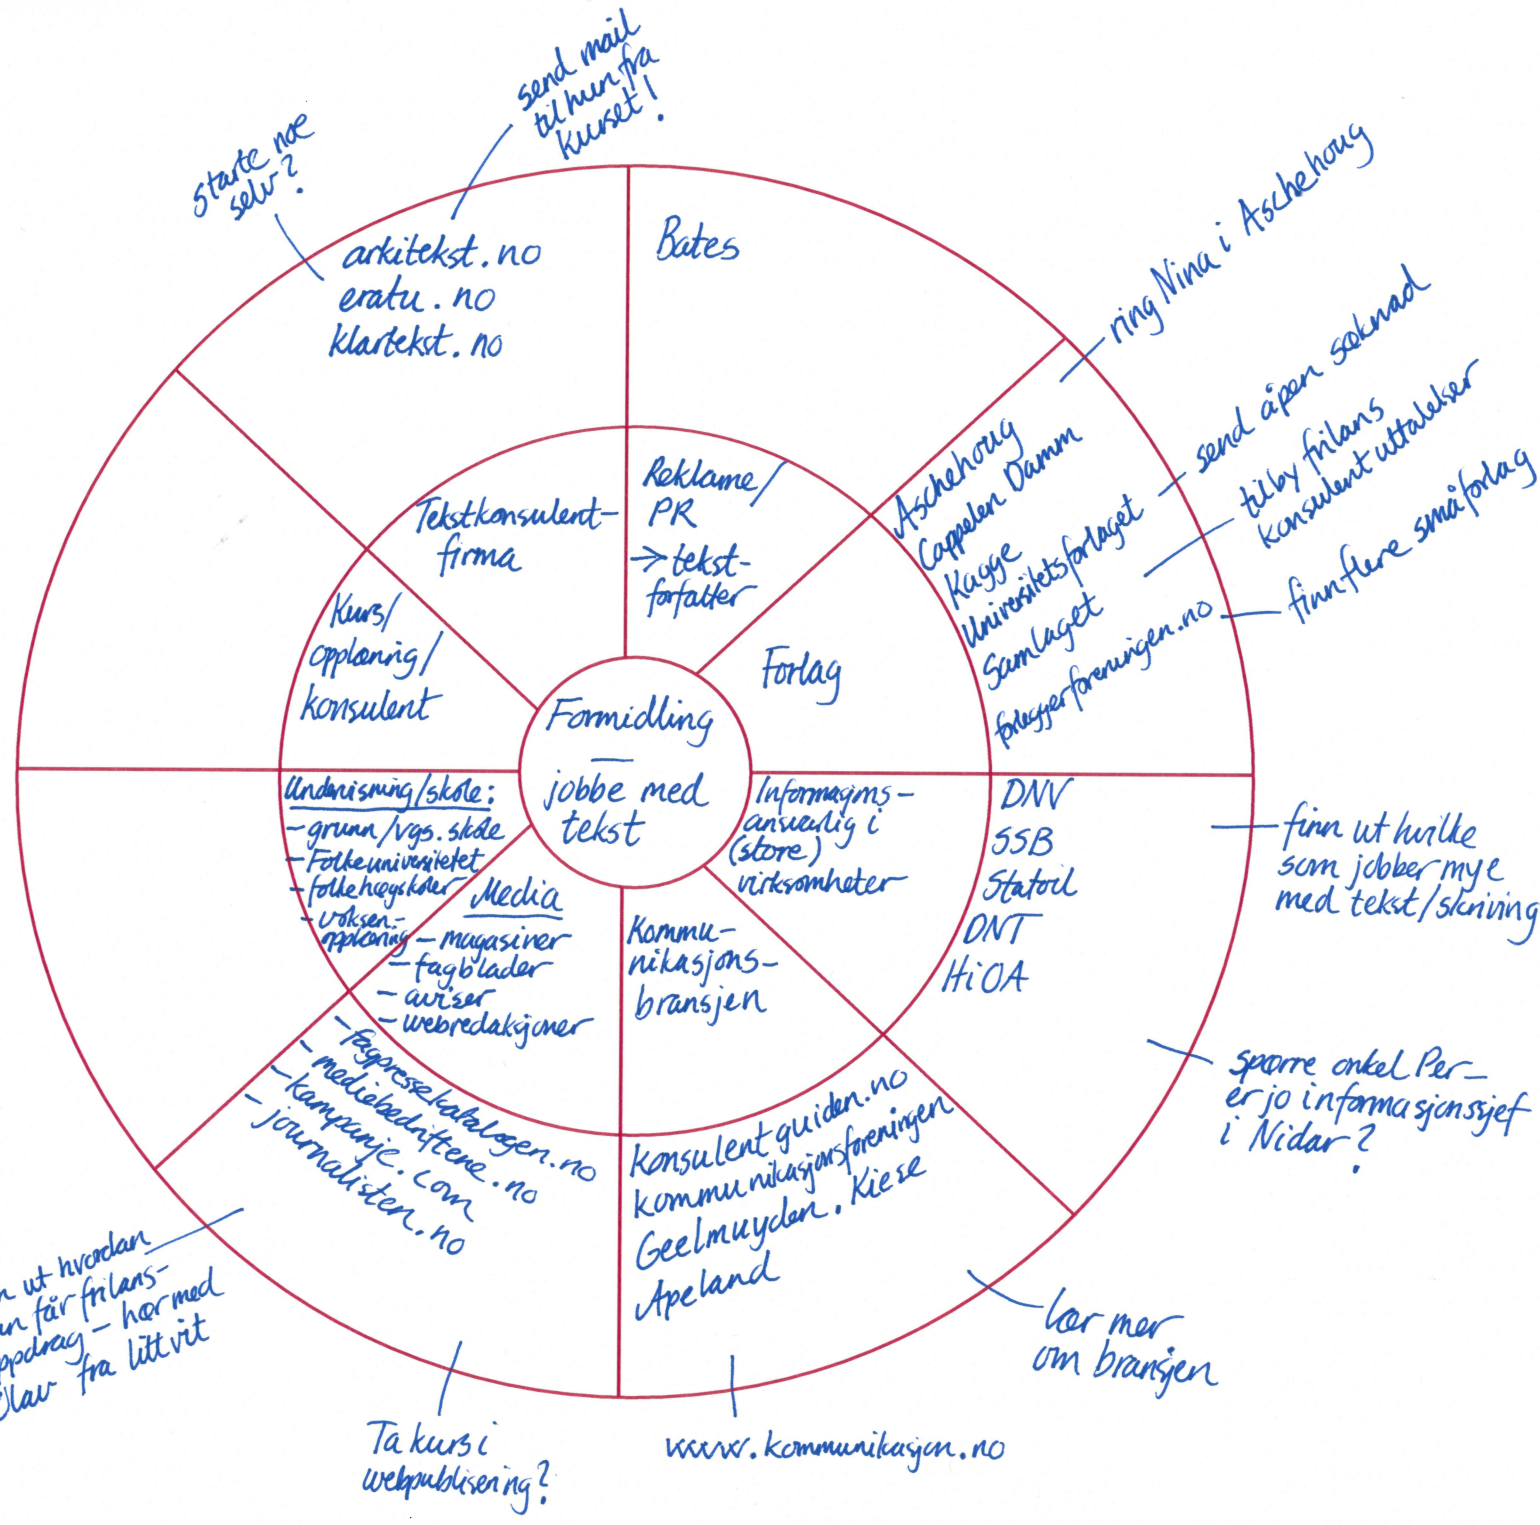 Formidling
—
jobbe med
tekst
Reklame/
PR
→ tekst-
forfatter
Bates
Forlag
Aschehoug
Cappelen Damm
Kagge
Universitetsforlaget
Samlaget
forleggerforeningen.no
ring Nina i Aschehoug
send åpen søknad
tilby frilans
konsulentuttalelser
finn flere småforlag
Informasjons-
ansvarlig i
(store)
virksomheter
DNV
SSB
Statoil
DNT
HiOA
finn ut hvilke
som jobber mye
med tekst/skriving
spørre onkel Per –
er jo informasjonssjef
i Nidar?
Kommu-
nikasjons-
bransjen
konsulentguiden.no
kommunikasjonsforeningen
Geelmuyden.Kiese
Apeland
lær mer
om bransjen
www.kommunikasjon.no
Media
- magasiner
- fagblader
- aviser
- webredaksjoner
- fagpressekatalogen.no
- mediebedriftene.no
- kampanje.com
- journalisten.no
Ta kurs i
webpublisering?
ut hvordan
får frilans-
– hør med
fra littvit
Undervisning/skole:
- grunn/vgs. skole
- Folkeuniversitetet
- folkehøgskoler
- voksen-
opplæring
Kurs/
opplæring/
konsulent
Tekstkonsulent-
firma
arkitekst.no
eratu.no
klartekst.no
starte noe
selv?
send mail
til hun fra
kurset!